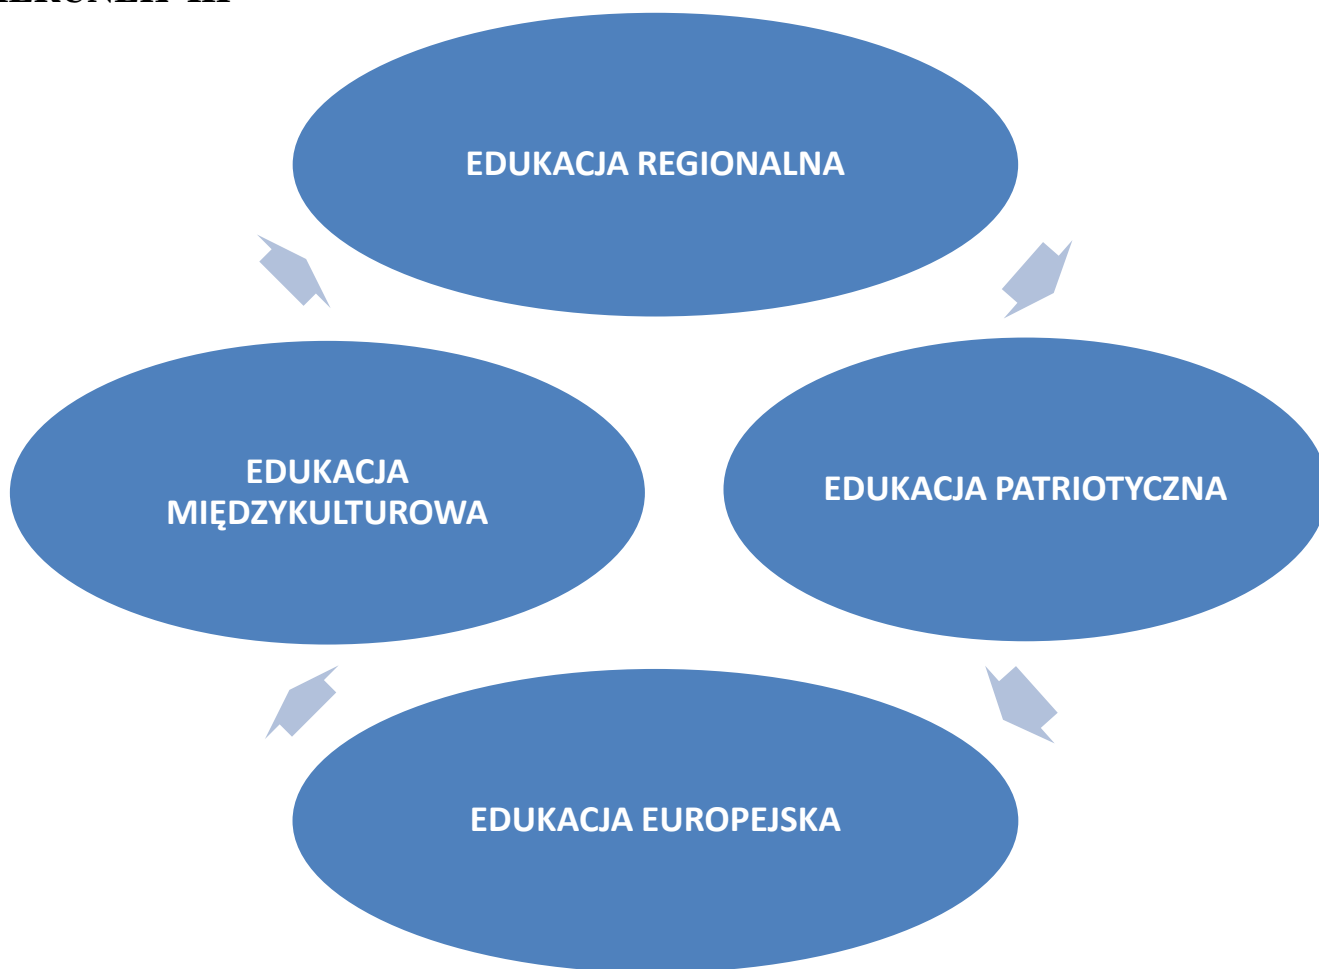 EDUKACJA REGIONALNA
EDUKACJA
MIĘDZYKULTUROWA
EDUKACJA PATRIOTYCZNA
EDUKACJA EUROPEJSKA